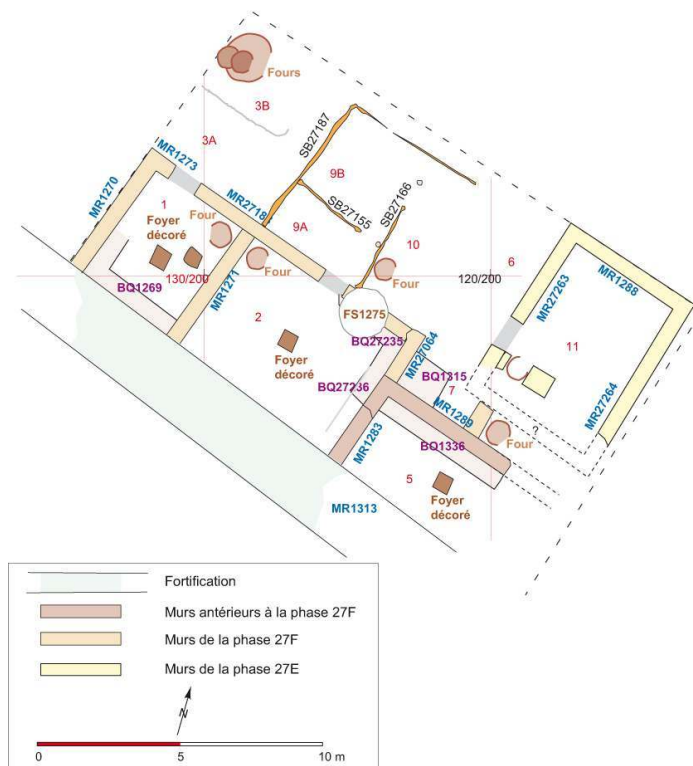 Fours
3B
3A
SB27187
MR1273
MR1270
9B
MR2718
SB27155
SB27166
1
Foyer
décoré
Four
9A
10
Four
Four
6
130/200
120/200
BQ1269
MR1271
2
FS1275
MR27263
MR1288
11
BQ27235
MR27064
Foyer
décoré
BQ27236
BQ1315
7
MR1289
MR27264
MR1283
BQ1336
Four
?
5
Foyer
décoré
MR1313
Fortification
Murs antérieurs à la phase 27F
Murs de la phase 27F
Murs de la phase 27E
N
0 5 10 m